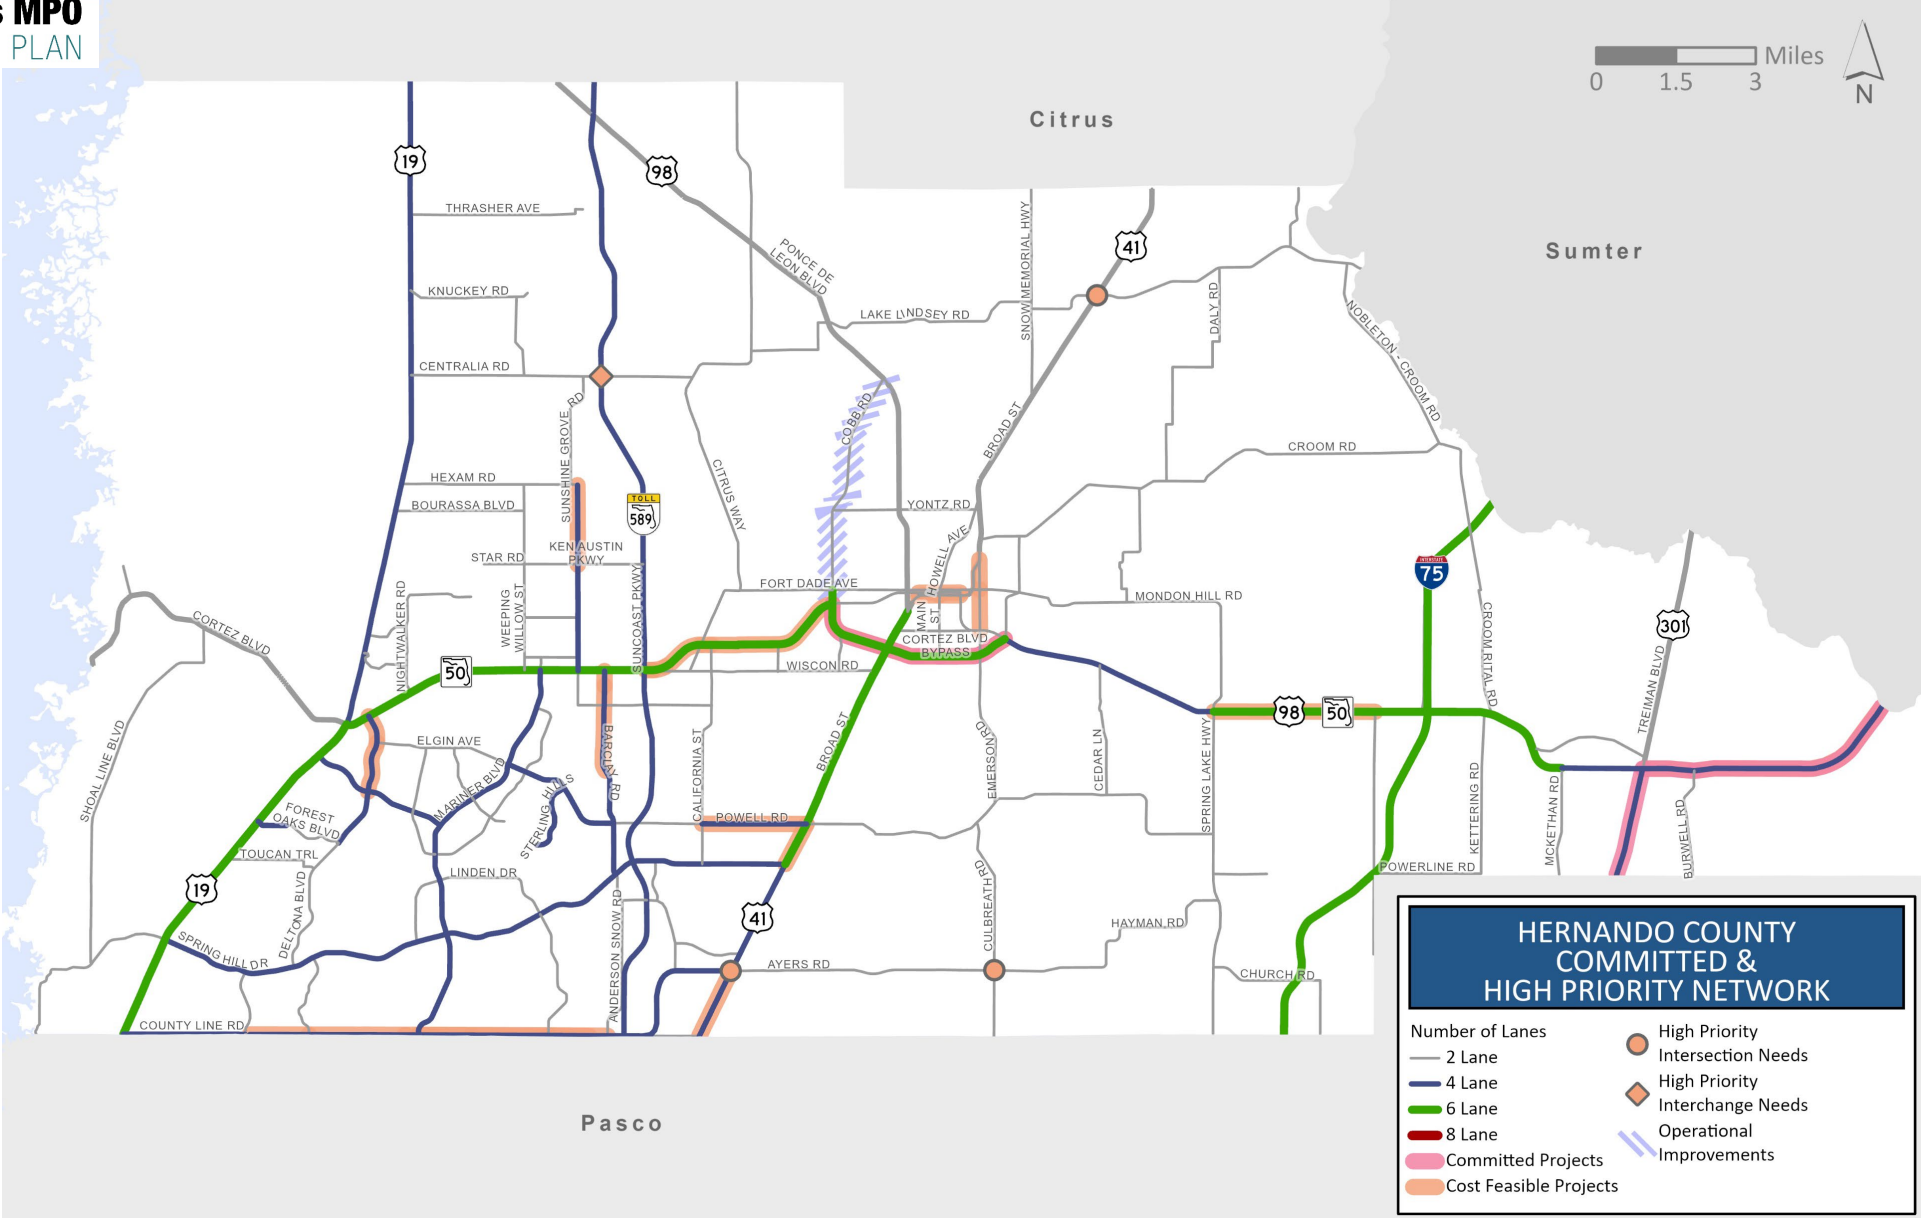 s MPO
PLAN
Miles
0 1.5 3
N
Citrus
Sumter
Pasco
19
98
41
THRASHER AVE
PONCE DE
LEON BLVD
SNOW MEMORIAL HWY
KNUCKEY RD
LAKE LINDSEY RD
DALY RD
NOBLETON - CROOM RD
CENTRALIA RD
SUNSHINE GROVE RD
COBB RD
BROAD ST
CROOM RD
HEXAM RD
BOURASSA BLVD
TOLL
589
CITRUS WAY
YONTZ RD
HOWELL AVE
STAR RD
KEN AUSTIN
PKWY
FORT DADE AVE
INTERSTATE
75
MONDON HILL RD
NIGHTWALKER RD
WEEPING
WILLOW ST
SUNCOAST PKWY
MAIN
ST
CROOM RITAL RD
301
CORTEZ BLVD
CORTEZ BLVD
BYPASS
WISCON RD
50
TREIMAN BLVD
98
50
SHOAL LINE BLVD
ELGIN AVE
MARINER BLVD
BARCLAY RD
CALIFORNIA ST
BROAD ST
EMERSON RD
CEDAR LN
SPRING LAKE HWY
KETTERING RD
MCKETHAN RD
BURWELL RD
FOREST
OAKS BLVD
STERLING HILLS
POWELL RD
TOUCAN TRL
POWERLINE RD
19
LINDEN DR
DELTONA BLVD
ANDERSON SNOW RD
41
CULBREATH RD
HAYMAN RD
SPRING HILL DR
AYERS RD
CHURCH RD
COUNTY LINE RD
HERNANDO COUNTY
COMMITTED &
HIGH PRIORITY NETWORK
Number of Lanes
2 Lane
4 Lane
6 Lane
8 Lane
Committed Projects
Cost Feasible Projects
High Priority
Intersection Needs
High Priority
Interchange Needs
Operational
Improvements